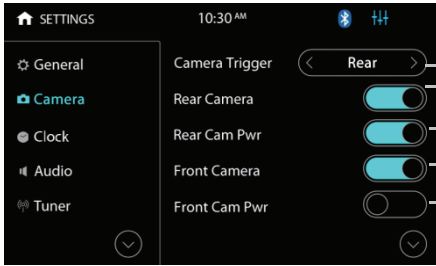 SETTINGS
10:30 AM
General
Camera
Clock
Audio
Tuner
Camera Trigger
Rear
Rear Camera
Rear Cam Pwr
Front Camera
Front Cam Pwr